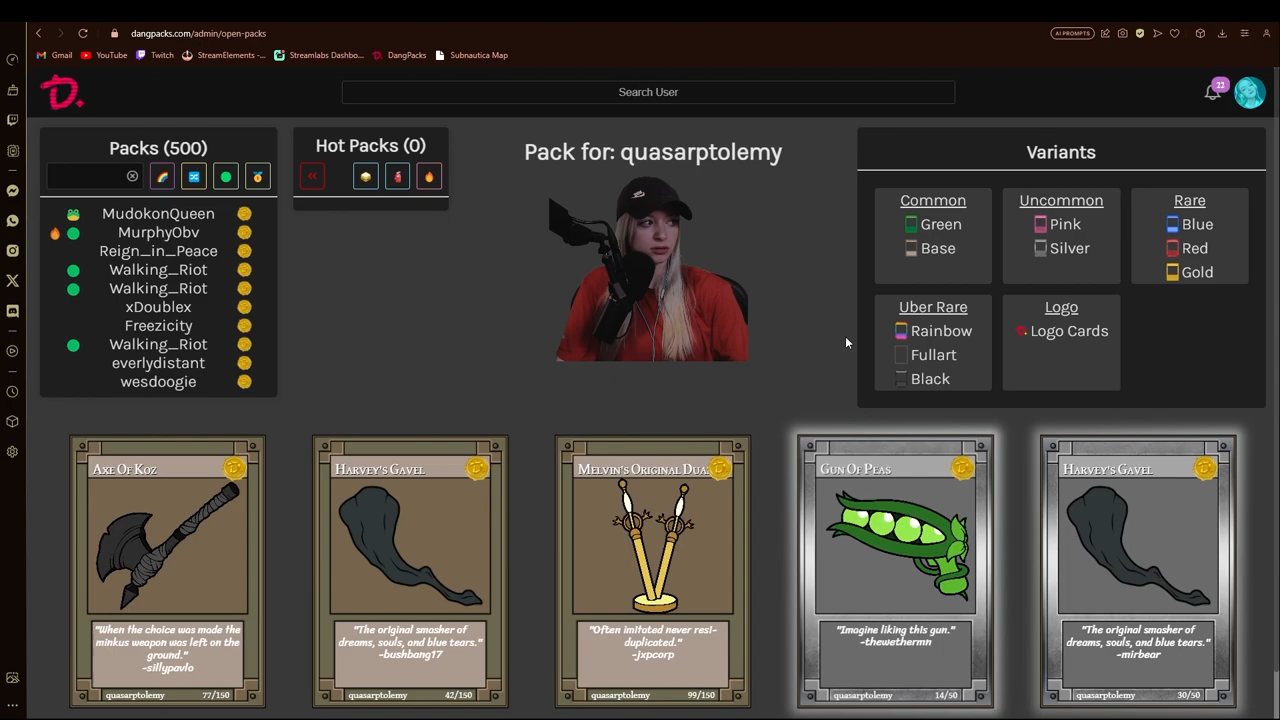 dangpacks.com/admin/open-packs
AI PROMPTS
Gmail YouTube Twitch StreamElements -... Streamlabs Dashbo... DangPacks Subnautica Map
D.
Search User
22
Packs (500)
MudokonQueen
MurphyObv
Reign_in_Peace
Walking_Riot
Walking_Riot
xDoublex
Freezicity
Walking_Riot
everlydistant
wesdoogie
Hot Packs (0)
Pack for: quasarptolemy
Variants
Common
Green
Base
Uncommon
Pink
Silver
Rare
Blue
Red
Gold
Uber Rare
Rainbow
Fullart
Black
Logo
Logo Cards
Axe Of Koz
"When the choice was made the
minkus weapon was left on the
ground."
-sillypavlo
quasarptolemy 77/150
Harvey's Gavel
"The original smasher of
dreams, souls, and blue tears."
-bushbang17
quasarptolemy 42/150
Melvin's Original Dua
"Often imitated never resi-
duplicated."
-jxpcorp
quasarptolemy 99/150
Gun Of Peas
"Imagine liking this gun."
-thewethermn
quasarptolemy 14/50
Harvey's Gavel
"The original smasher of
dreams, souls, and blue tears."
-mirbear
quasarptolemy 30/50